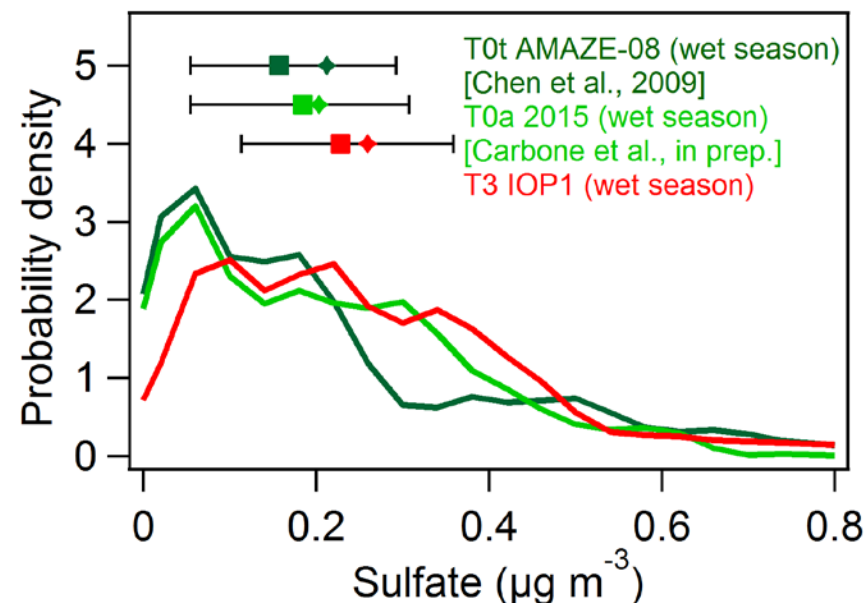 T0t AMAZE-08 (wet season)
[Chen et al., 2009]
T0a 2015 (wet season)
[Carbone et al., in prep.]
T3 IOP1 (wet season)
Probability density
5
4
3
2
1
0
0 0.2 0.4 0.6 0.8
Sulfate (µg m⁻³)